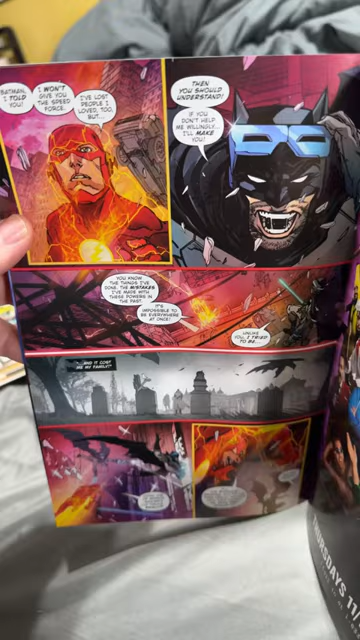 BATMAN,
I TOLD
YOU!
I WON'T
GIVE YOU
THE SPEED
FORCE.
I'VE LOST
PEOPLE I
LOVED, TOO,
BUT...
THEN
YOU SHOULD
UNDERSTAND!
IF YOU
DON'T HELP
ME WILLINGLY...
I'LL MAKE
YOU!
YOU KNOW
THE THINGS I'VE
DONE, THE MISTAKES
I'VE MADE WITH
THESE POWERS IN
THE PAST.
IT'S
IMPOSSIBLE TO
BE EVERYWHERE
AT ONCE!
UNLIKE
YOU, I TRIED
TO BE...
...AND IT COST
ME MY FAMILY!
THURSDAYS 11/